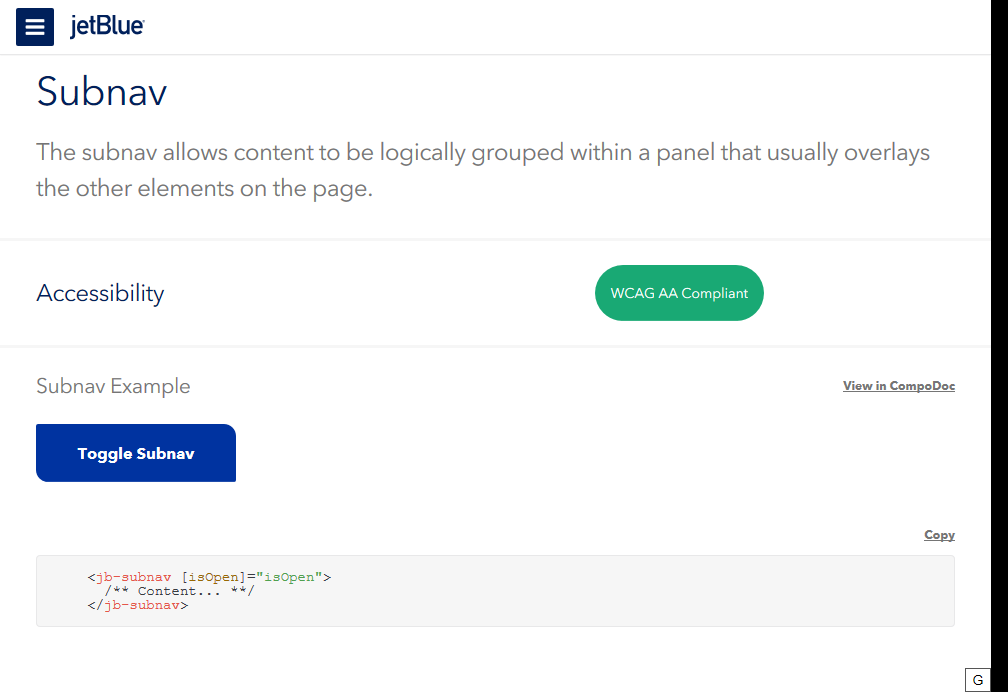 jetBlue
Subnav
The subnav allows content to be logically grouped within a panel that usually overlays
the other elements on the page.
Accessibility
WCAG AA Compliant
Subnav Example
View in CompoDoc
Toggle Subnav
Copy
<jb-subnav [isOpen]="isOpen">
  /** Content... **/
</jb-subnav>
G